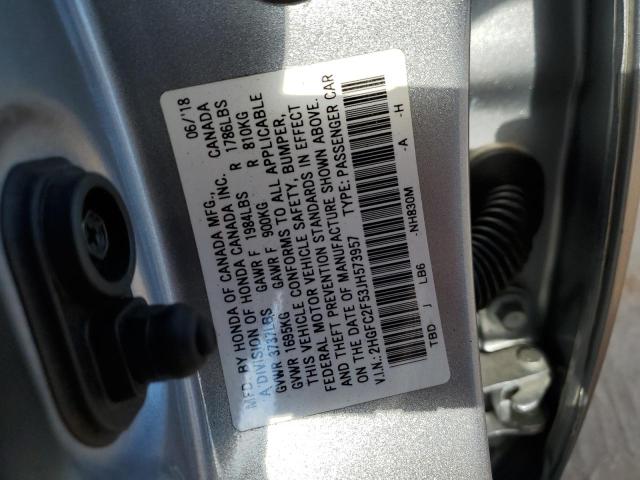 MFD. BY HONDA OF CANADA MFG. 06/18
A DIVISION OF HONDA CANADA INC. CANADA
GVWR 3737LBS GAWR F 1984LBS R 1786LBS
GVWR 1695KG GAWR F 900KG R 810KG
THIS VEHICLE CONFORMS TO ALL APPLICABLE
FEDERAL MOTOR VEHICLE SAFETY, BUMPER,
AND THEFT PREVENTION STANDARDS IN EFFECT
ON THE DATE OF MANUFACTURE SHOWN ABOVE.
V.I.N.: 2HGFC2F53JH573957 TYPE: PASSENGER CAR
TBD J LB6 -NH830M -A -H